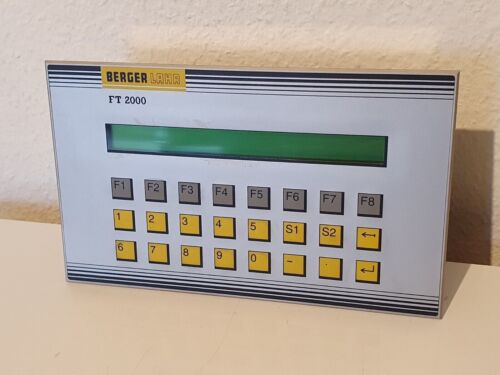 BERGER LAHR
FT 2000
F1 F2 F3 F4 F5 F6 F7 F8
1 2 3 4 5 S1 S2 ←
6 7 8 9 0 − . ↵